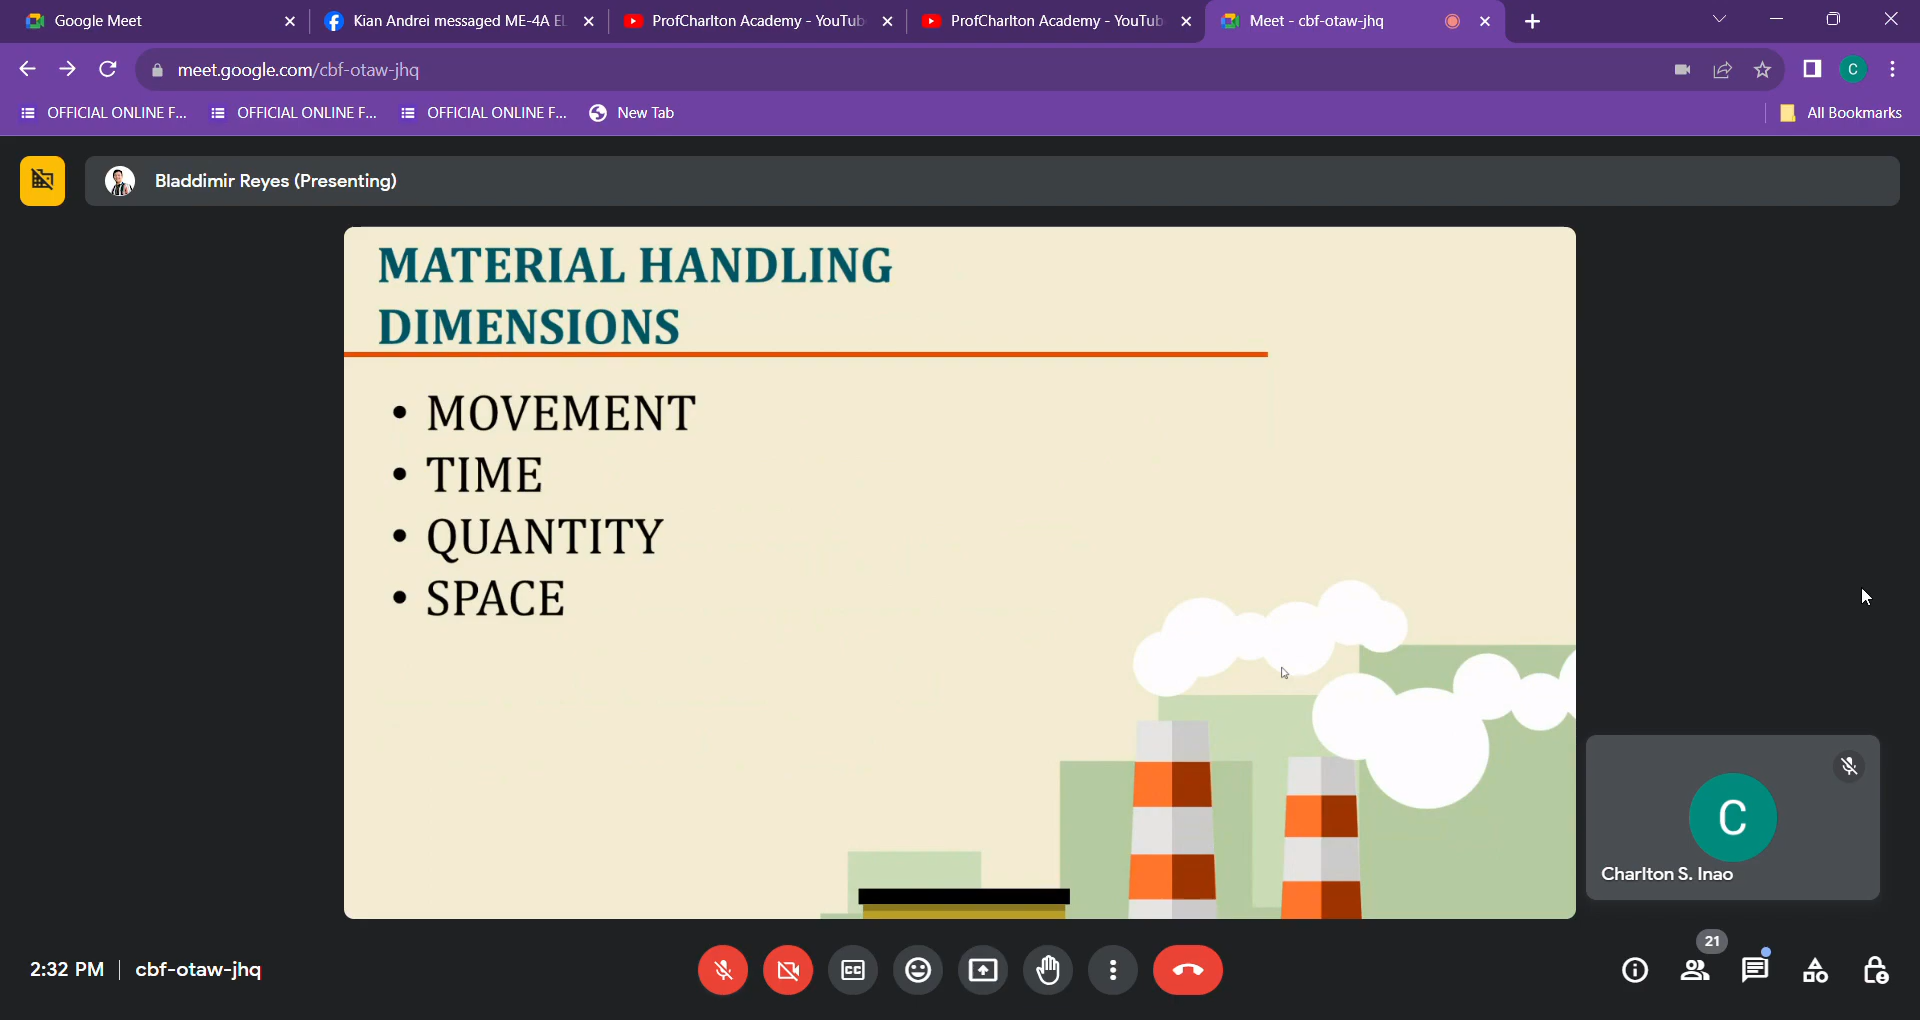 Google Meet
Kian Andrei messaged ME-4A EL
ProfCharlton Academy - YouTub
ProfCharlton Academy - YouTub
Meet - cbf-otaw-jhq
meet.google.com/cbf-otaw-jhq
C
OFFICIAL ONLINE F...
OFFICIAL ONLINE F...
OFFICIAL ONLINE F...
New Tab
All Bookmarks
Bladdimir Reyes (Presenting)
MATERIAL HANDLING
DIMENSIONS
• MOVEMENT
• TIME
• QUANTITY
• SPACE
C
Charlton S. Inao
2:32 PM | cbf-otaw-jhq
CC
21